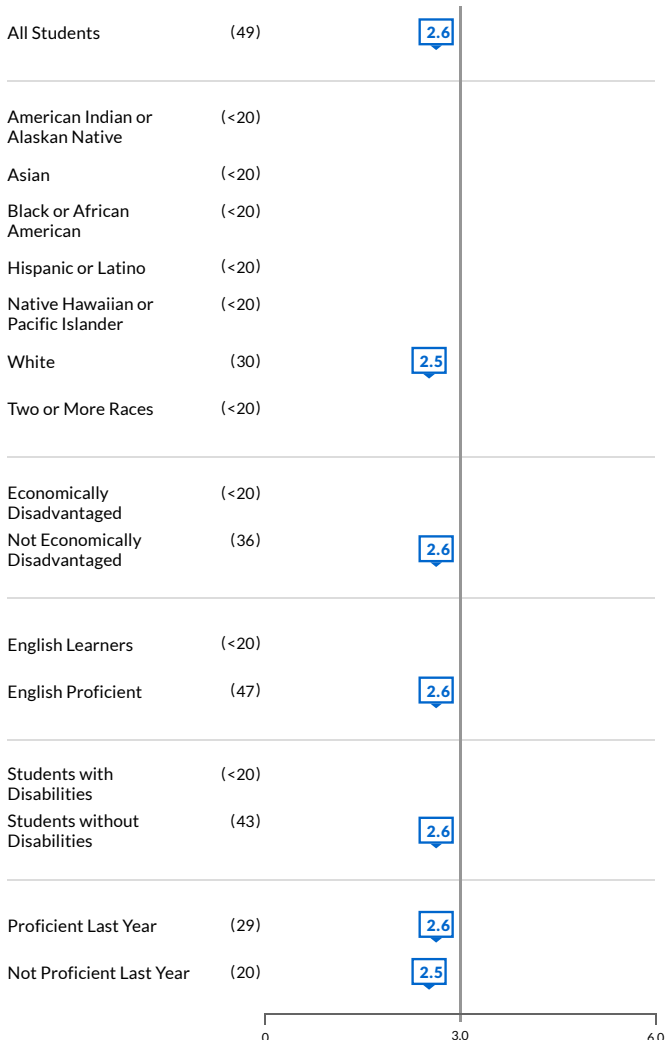 All Students (49) 2.6
American Indian or
Alaskan Native (<20)
Asian (<20)
Black or African
American (<20)
Hispanic or Latino (<20)
Native Hawaiian or
Pacific Islander (<20)
White (30) 2.5
Two or More Races (<20)
Economically
Disadvantaged (<20)
Not Economically
Disadvantaged (36) 2.6
English Learners (<20)
English Proficient (47) 2.6
Students with
Disabilities (<20)
Students without
Disabilities (43) 2.6
Proficient Last Year (29) 2.6
Not Proficient Last Year (20) 2.5
0 3.0 6.0